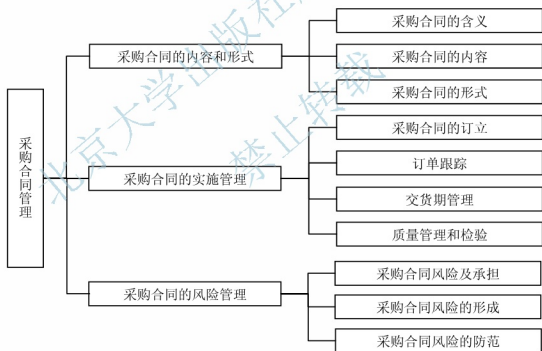 采购合同管理
采购合同的内容和形式
采购合同的含义
采购合同的内容
采购合同的形式
采购合同的实施管理
采购合同的订立
订单跟踪
交货期管理
质量管理和检验
采购合同的风险管理
采购合同风险及承担
采购合同风险的形成
采购合同风险的防范
北京大学出版社
禁止转载